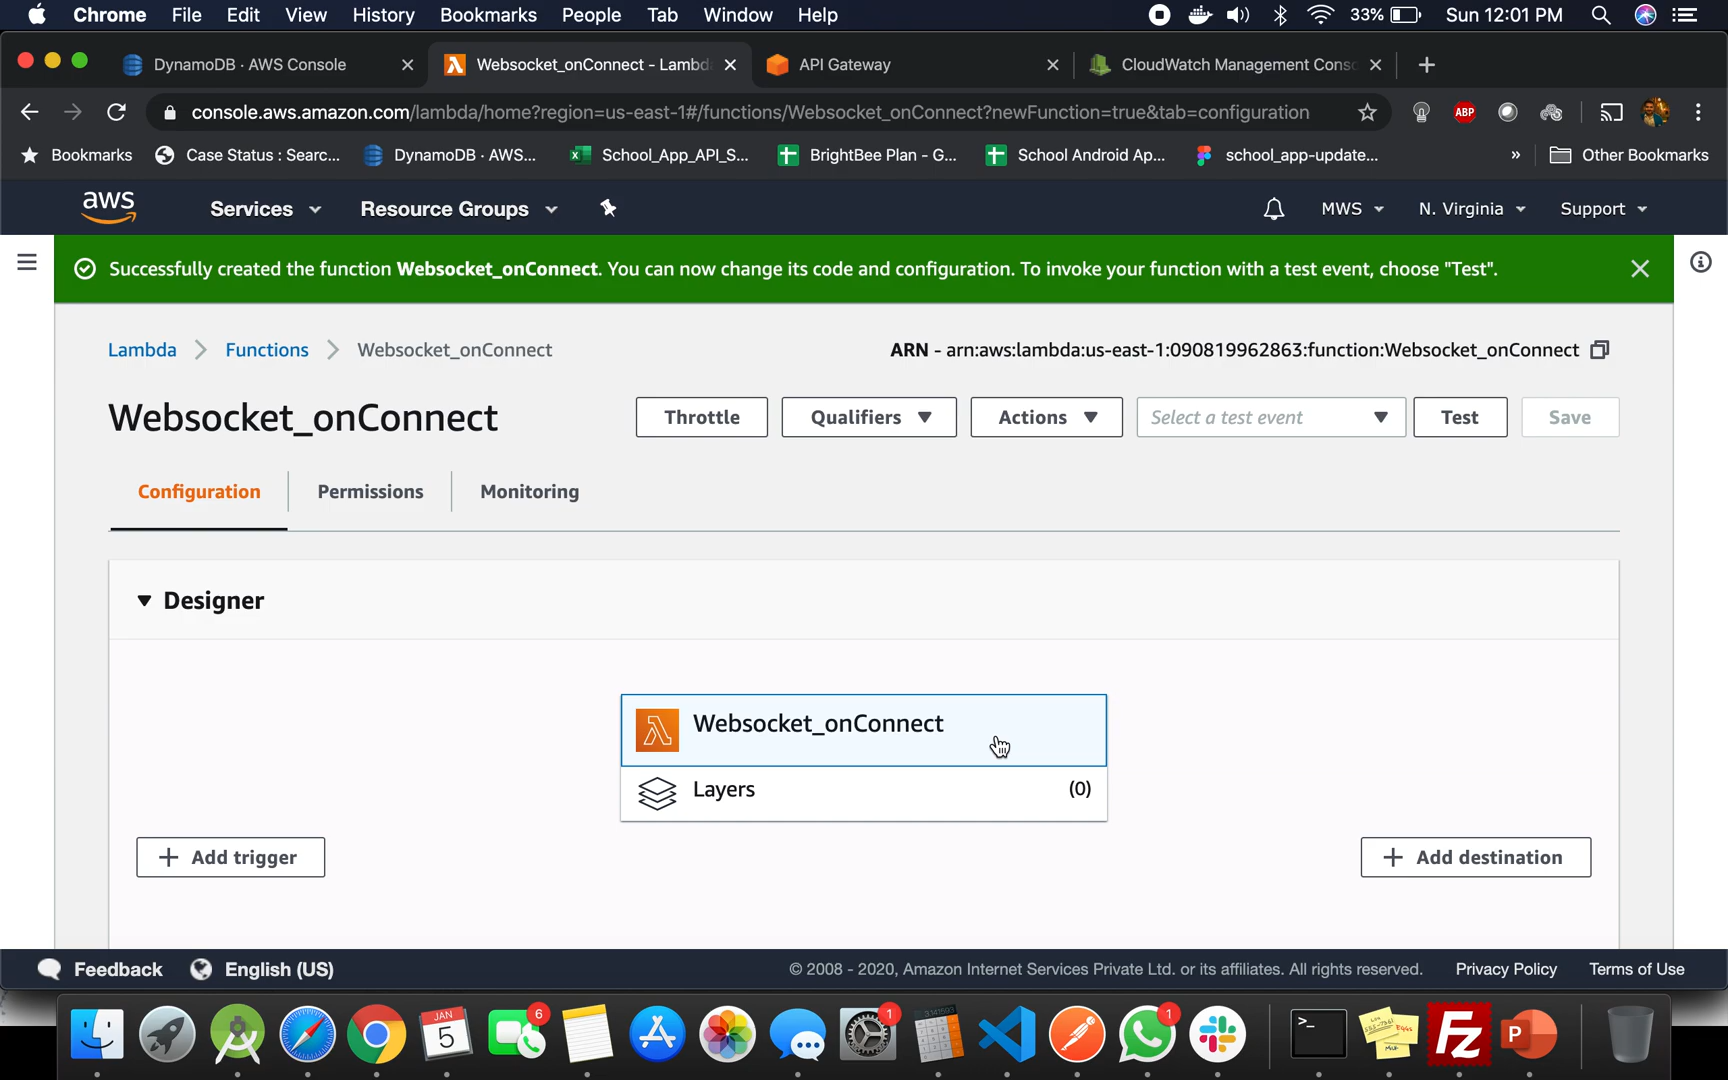 Chrome File Edit View History Bookmarks People Tab Window Help 33% Sun 12:01 PM
DynamoDB · AWS Console Websocket_onConnect - Lambd API Gateway CloudWatch Management Conso
console.aws.amazon.com/lambda/home?region=us-east-1#/functions/Websocket_onConnect?newFunction=true&tab=configuration ABP
Bookmarks Case Status : Searc... DynamoDB · AWS... School_App_API_S... BrightBee Plan - G... School Android Ap... school_app-update... » Other Bookmarks
aws Services Resource Groups MWS N. Virginia Support
Successfully created the function Websocket_onConnect. You can now change its code and configuration. To invoke your function with a test event, choose "Test".
Lambda Functions Websocket_onConnect ARN - arn:aws:lambda:us-east-1:090819962863:function:Websocket_onConnect
Websocket_onConnect Throttle Qualifiers Actions Select a test event Test Save
Configuration Permissions Monitoring
Designer
Websocket_onConnect
Layers (0)
+ Add trigger + Add destination
Feedback English (US) © 2008 - 2020, Amazon Internet Services Private Ltd. or its affiliates. All rights reserved. Privacy Policy Terms of Use
JAN 5 6 1 1 >_ Fz P